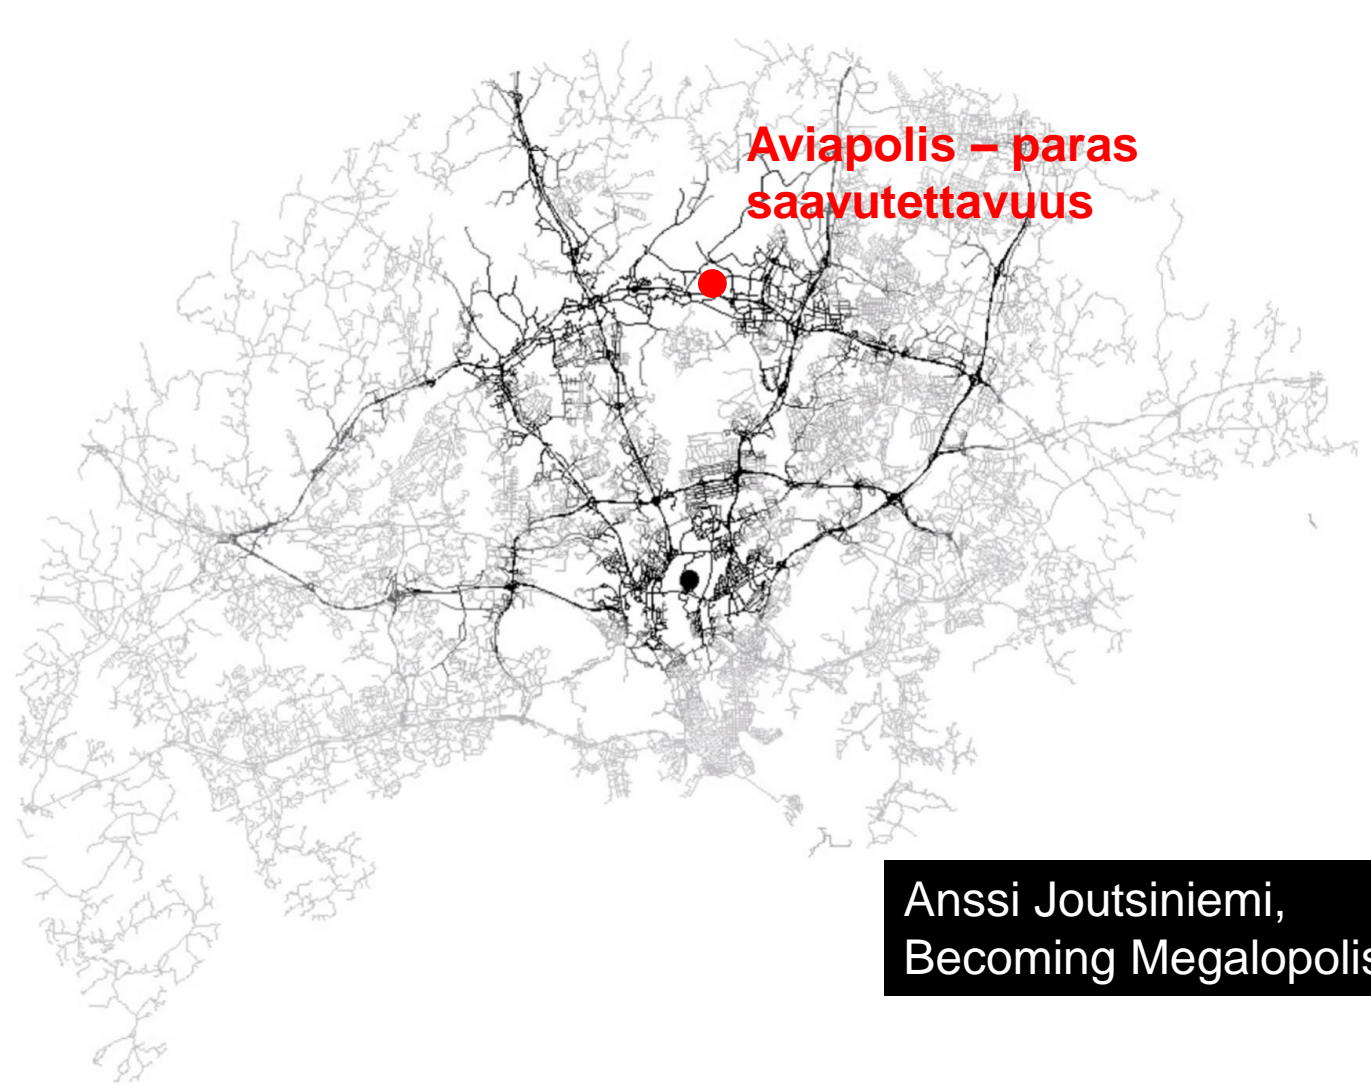 Aviapolis – paras
saavutettavuus
Anssi Joutsiniemi,
Becoming Megalopolis